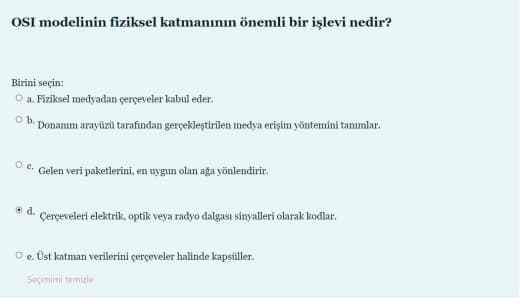 OSI modelinin fiziksel katmanının önemli bir işlevi nedir?
Birini seçin:
a. Fiziksel medyadan çerçeveler kabul eder.
b. Donanım arayüzü tarafından gerçekleştirilen medya erişim yöntemini tanımlar.
c. Gelen veri paketlerini, en uygun olan ağa yönlendirir.
d. Çerçeveleri elektrik, optik veya radyo dalgası sinyalleri olarak kodlar.
e. Üst katman verilerini çerçeveler halinde kapsüller.
Seçimimi temizle